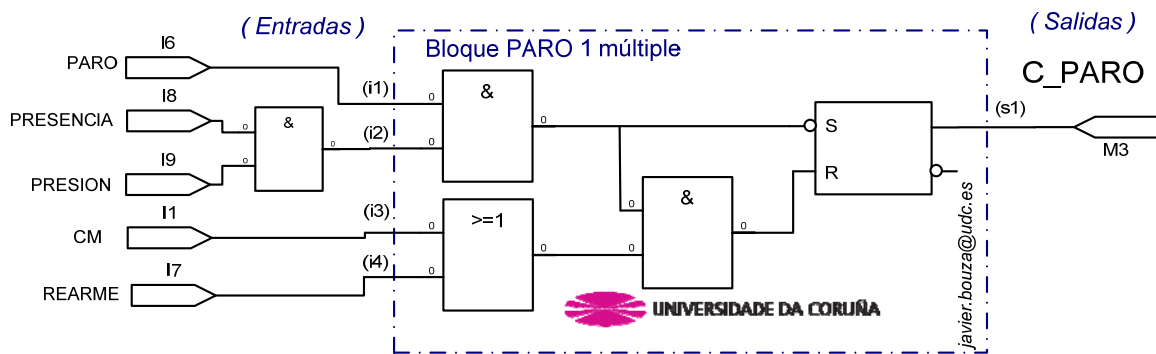 ( Entradas )
( Salidas )
Bloque PARO 1 múltiple
I6
PARO
(i1)
0
&
C_PARO
I8
PRESENCIA
0
&
0
(i2)
0
0
S
(s1)
M3
I9
PRESION
0
R
I1
CM
(i3)
0
>=1
0
0
&
0
0
I7
REARME
(i4)
0
UNIVERSIDADE DA CORUÑA
javier.bouza@udc.es